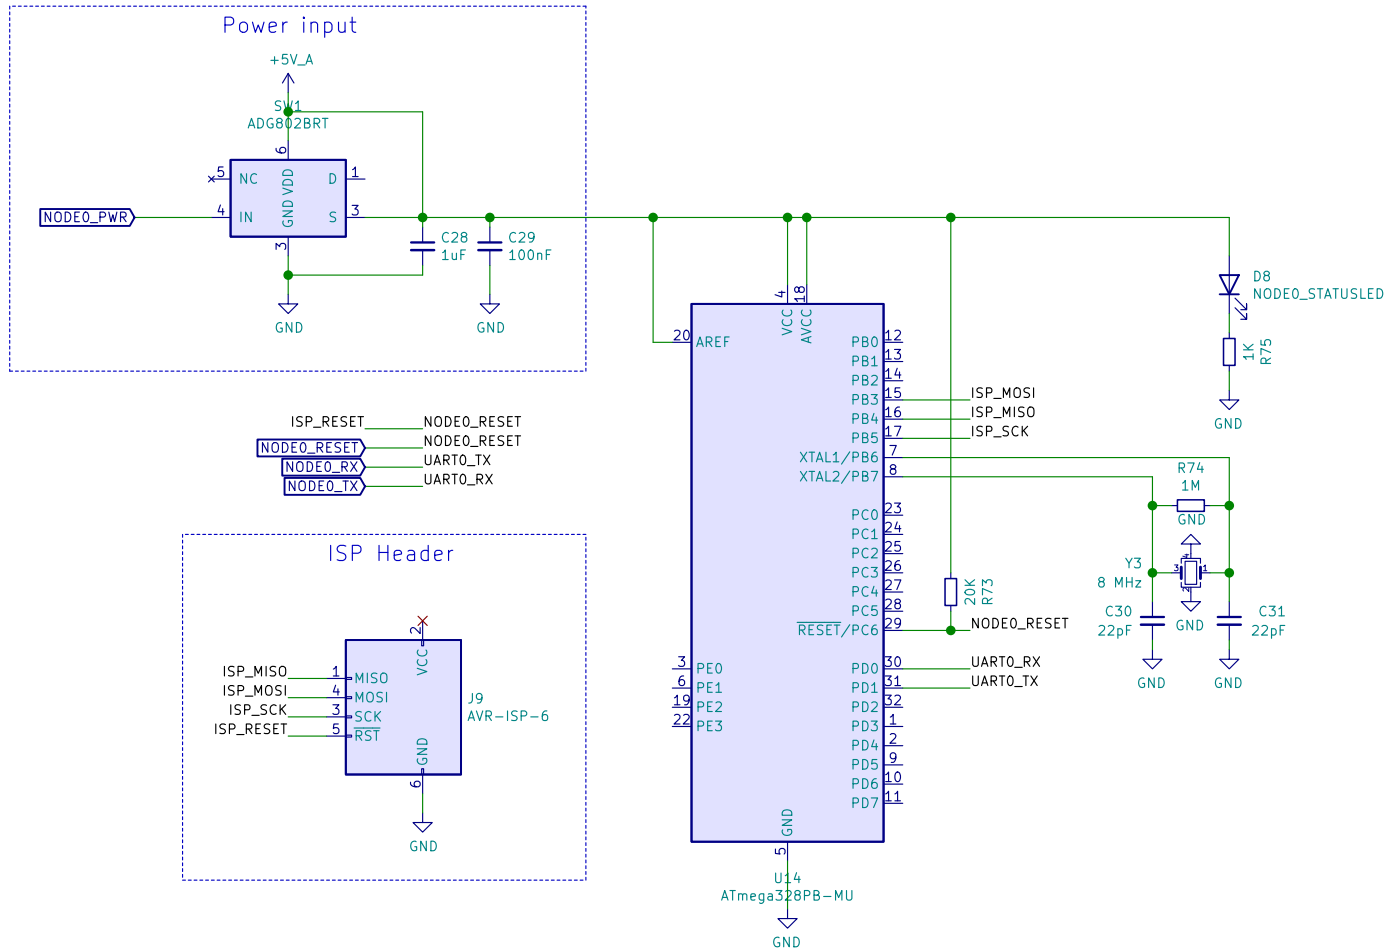 Power input
+5V_A
SW1
ADG802BRT
6
5 NC VDD D 1
NODE0_PWR
4 IN GND S 3
3
C28
1uF
C29
100nF
GND
GND
4
18
VCC
AVCC
20 AREF
D8
NODE0_STATUSLED
1K
R75
GND
PB0 12
PB1 13
PB2 14
PB3 15 ISP_MOSI
PB4 16 ISP_MISO
PB5 17 ISP_SCK
XTAL1/PB6 7
XTAL2/PB7 8
ISP_RESET NODE0_RESET
NODE0_RESET NODE0_RESET
NODE0_RX UART0_TX
NODE0_TX UART0_RX
R74
1M
GND
PC0 23
PC1 24
PC2 25
PC3 26
PC4 27
PC5 28
RESET/PC6 29 NODE0_RESET
20K
R73
Y3
8 MHz
4
3
1
2
GND
C30
22pF
C31
22pF
GND
GND
PD0 30 UART0_RX
PD1 31 UART0_TX
PD2 32
PD3 1
PD4 2
PD5 9
PD6 10
PD7 11
3 PE0
6 PE1
19 PE2
22 PE3
GND
5
U14
ATmega328PB-MU
GND
ISP Header
2
VCC
ISP_MISO 1 MISO
ISP_MOSI 4 MOSI
ISP_SCK 3 SCK
ISP_RESET 5 RST
J9
AVR-ISP-6
GND
6
GND